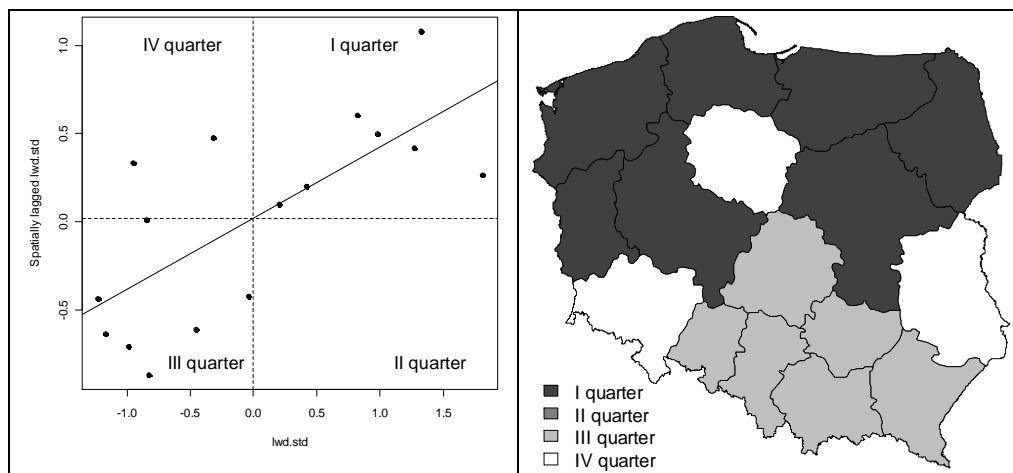 IV quarter
I quarter
III quarter
II quarter
Spatially lagged lwd.std
1.0
0.5
0.0
-0.5
-1.0
-0.5
0.0
0.5
1.0
1.5
lwd.std
I quarter
II quarter
III quarter
IV quarter